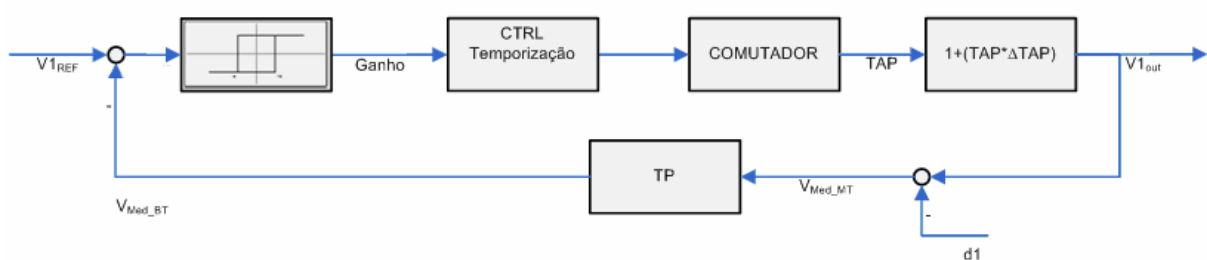 V1REF
-
Ganho
CTRL
Temporização
COMUTADOR
TAP
1+(TAP*ΔTAP)
V1out
VMed_BT
TP
VMed_MT
-
d1